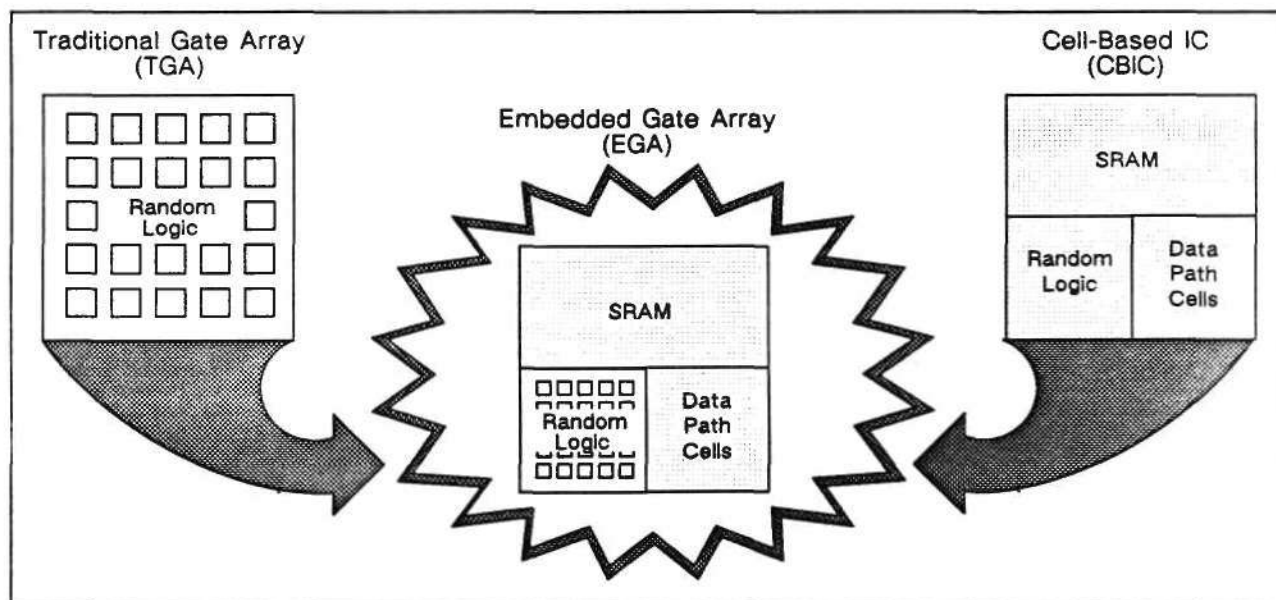 Traditional Gate Array
(TGA)
Random
Logic
Embedded Gate Array
(EGA)
SRAM
Random
Logic
Data
Path
Cells
Cell-Based IC
(CBIC)
SRAM
Random
Logic
Data
Path
Cells